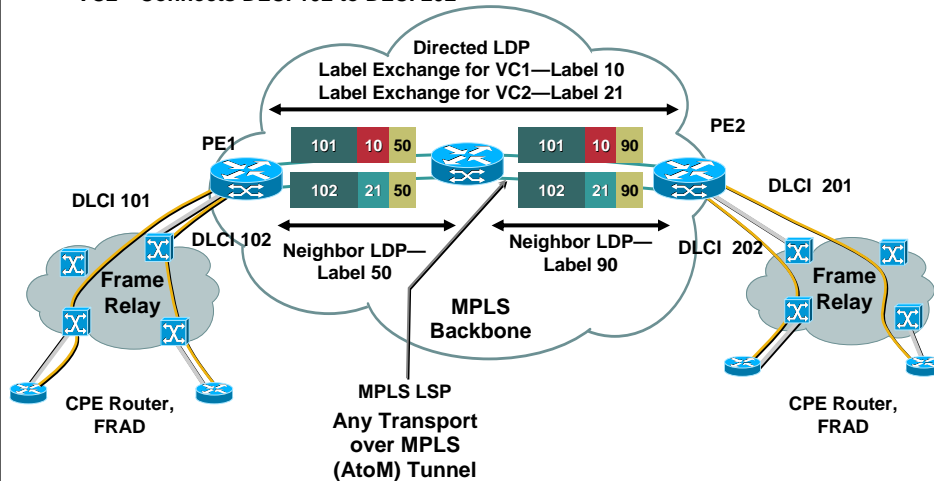 Directed LDP
Label Exchange for VC1—Label 10
Label Exchange for VC2—Label 21
PE1
PE2
101 10 50
101 10 90
102 21 50
102 21 90
DLCI 101
DLCI 201
DLCI 102
DLCI 202
Neighbor LDP—
Label 50
Neighbor LDP—
Label 90
Frame
Relay
Frame
Relay
MPLS
Backbone
MPLS LSP
CPE Router,
FRAD
CPE Router,
FRAD
Any Transport
over MPLS
(AtoM) Tunnel